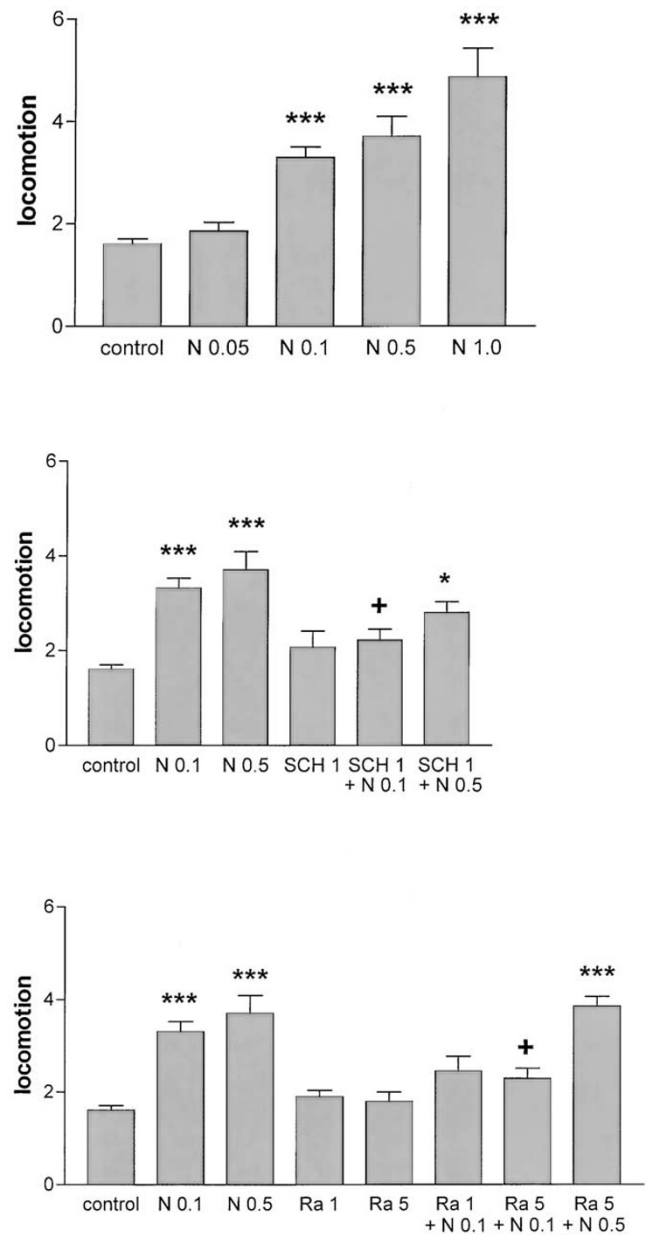 6
***
***
***
4
locomotion
2
0
control N 0.05 N 0.1 N 0.5 N 1.0
6
***
***
4
*
+
locomotion
2
0
control N 0.1 N 0.5 SCH 1 SCH 1 SCH 1
+ N 0.1 + N 0.5
6
***
***
***
4
+
locomotion
2
0
control N 0.1 N 0.5 Ra 1 Ra 5 Ra 1 Ra 5 Ra 5
+ N 0.1 + N 0.1 + N 0.5